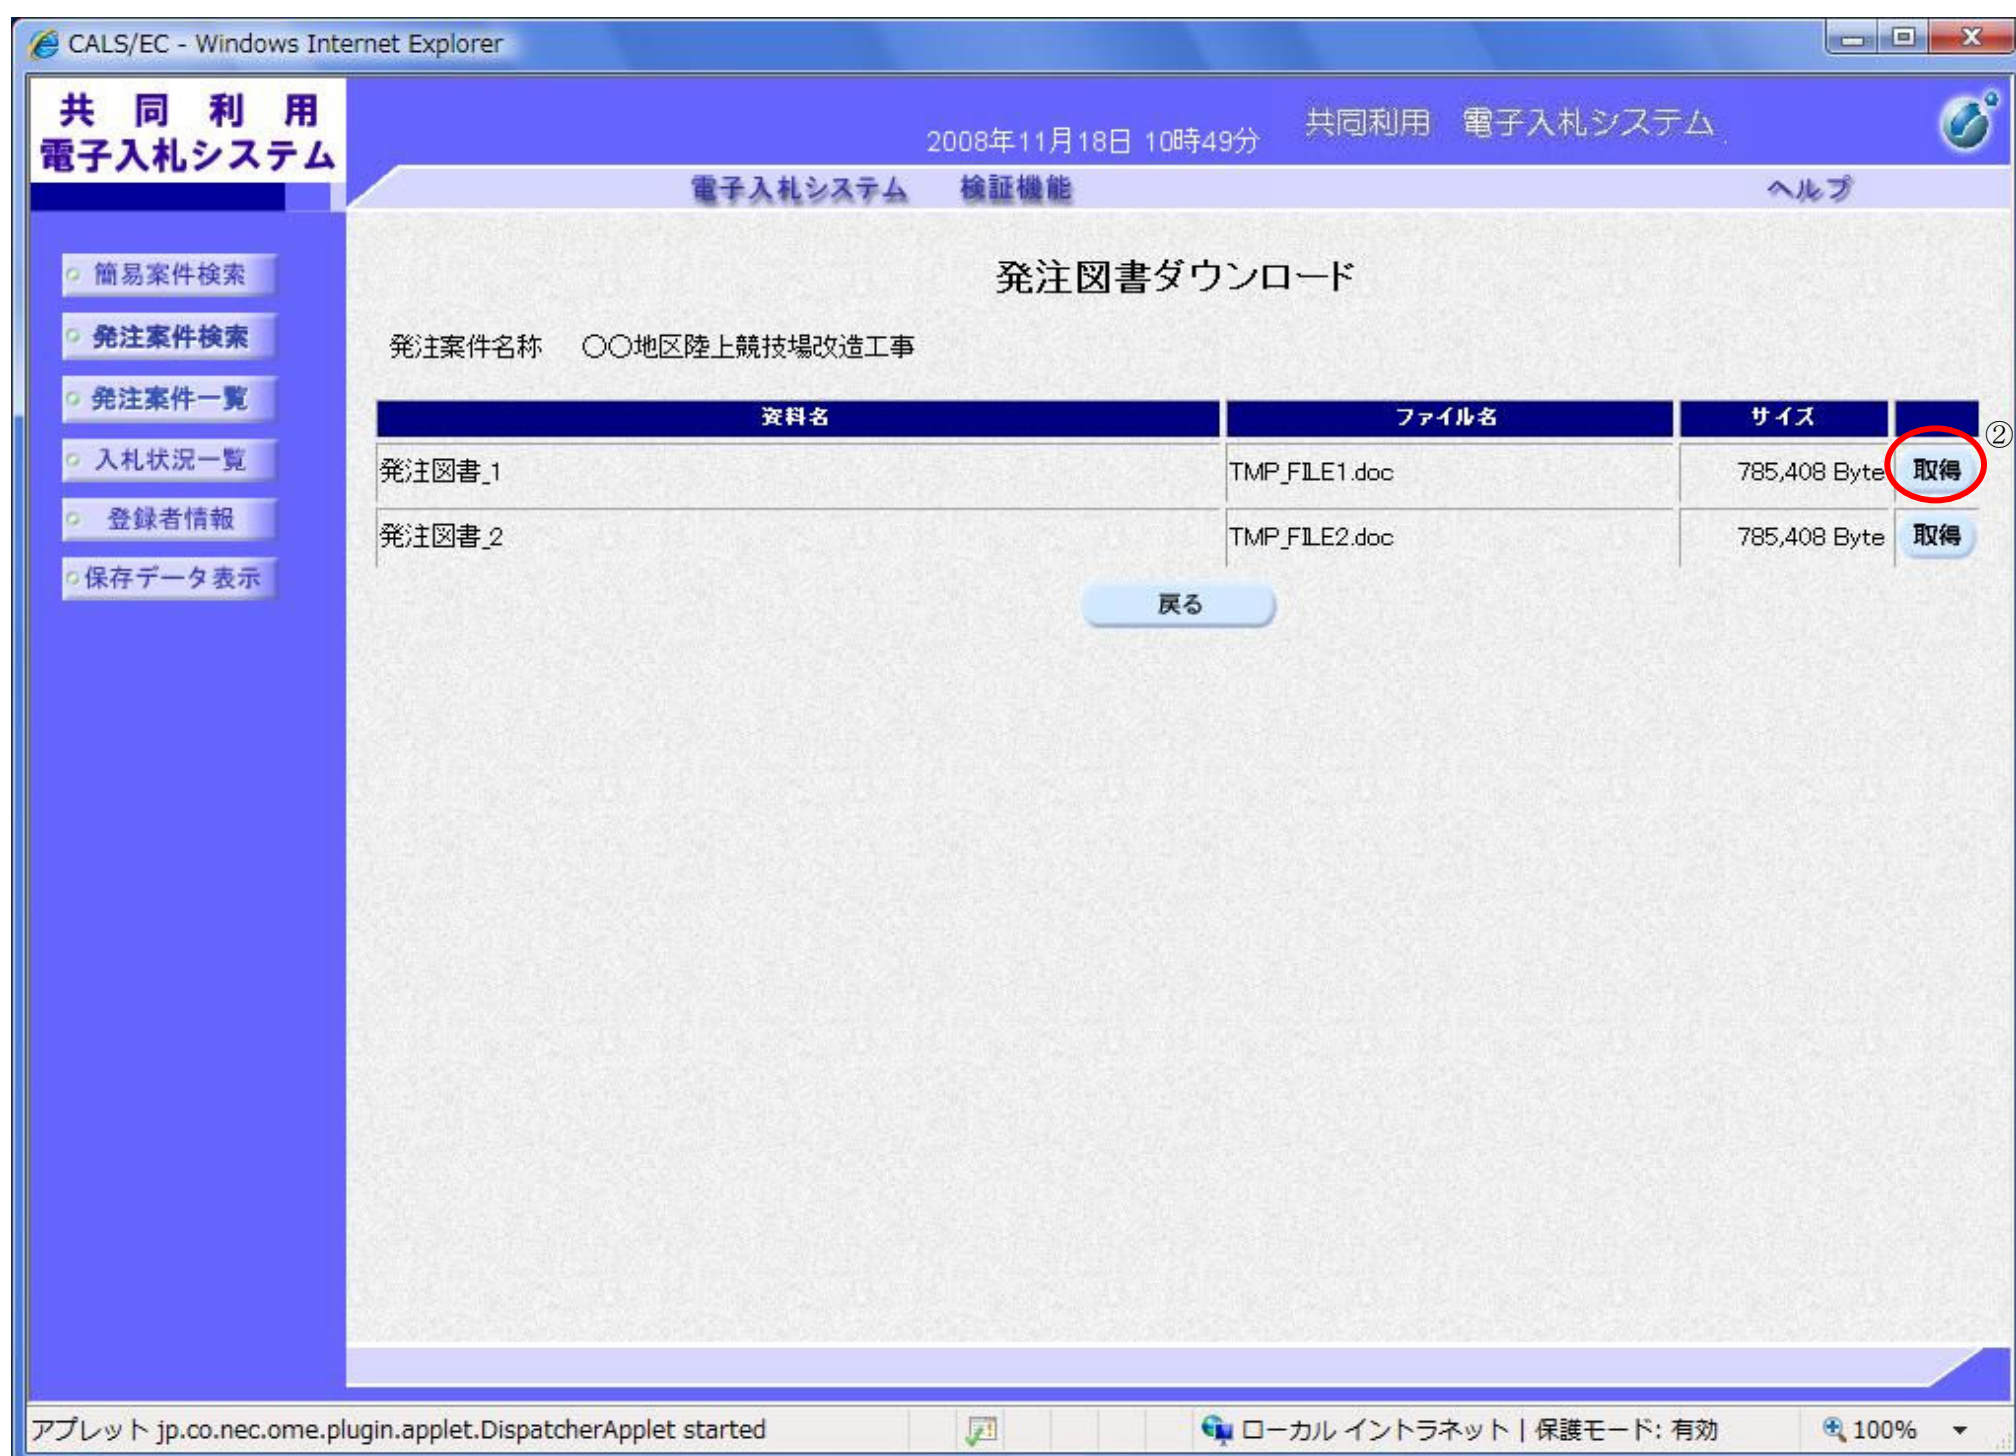 CALS/EC - Windows Internet Explorer
共 同 利 用
電子入札システム
2008年11月18日 10時49分
共同利用 電子入札システム
電子入札システム 検証機能 ヘルプ
簡易案件検索
発注案件検索
発注案件一覧
入札状況一覧
登録者情報
保存データ表示
発注図書ダウンロード
発注案件名称 〇〇地区陸上競技場改造工事
資料名 ファイル名 サイズ
②
発注図書_1 TMP_FILE1.doc 785,408 Byte 取得
発注図書_2 TMP_FILE2.doc 785,408 Byte 取得
戻る
アプレット jp.co.nec.ome.plugin.applet.DispatcherApplet started ローカル イントラネット | 保護モード: 有効 100%